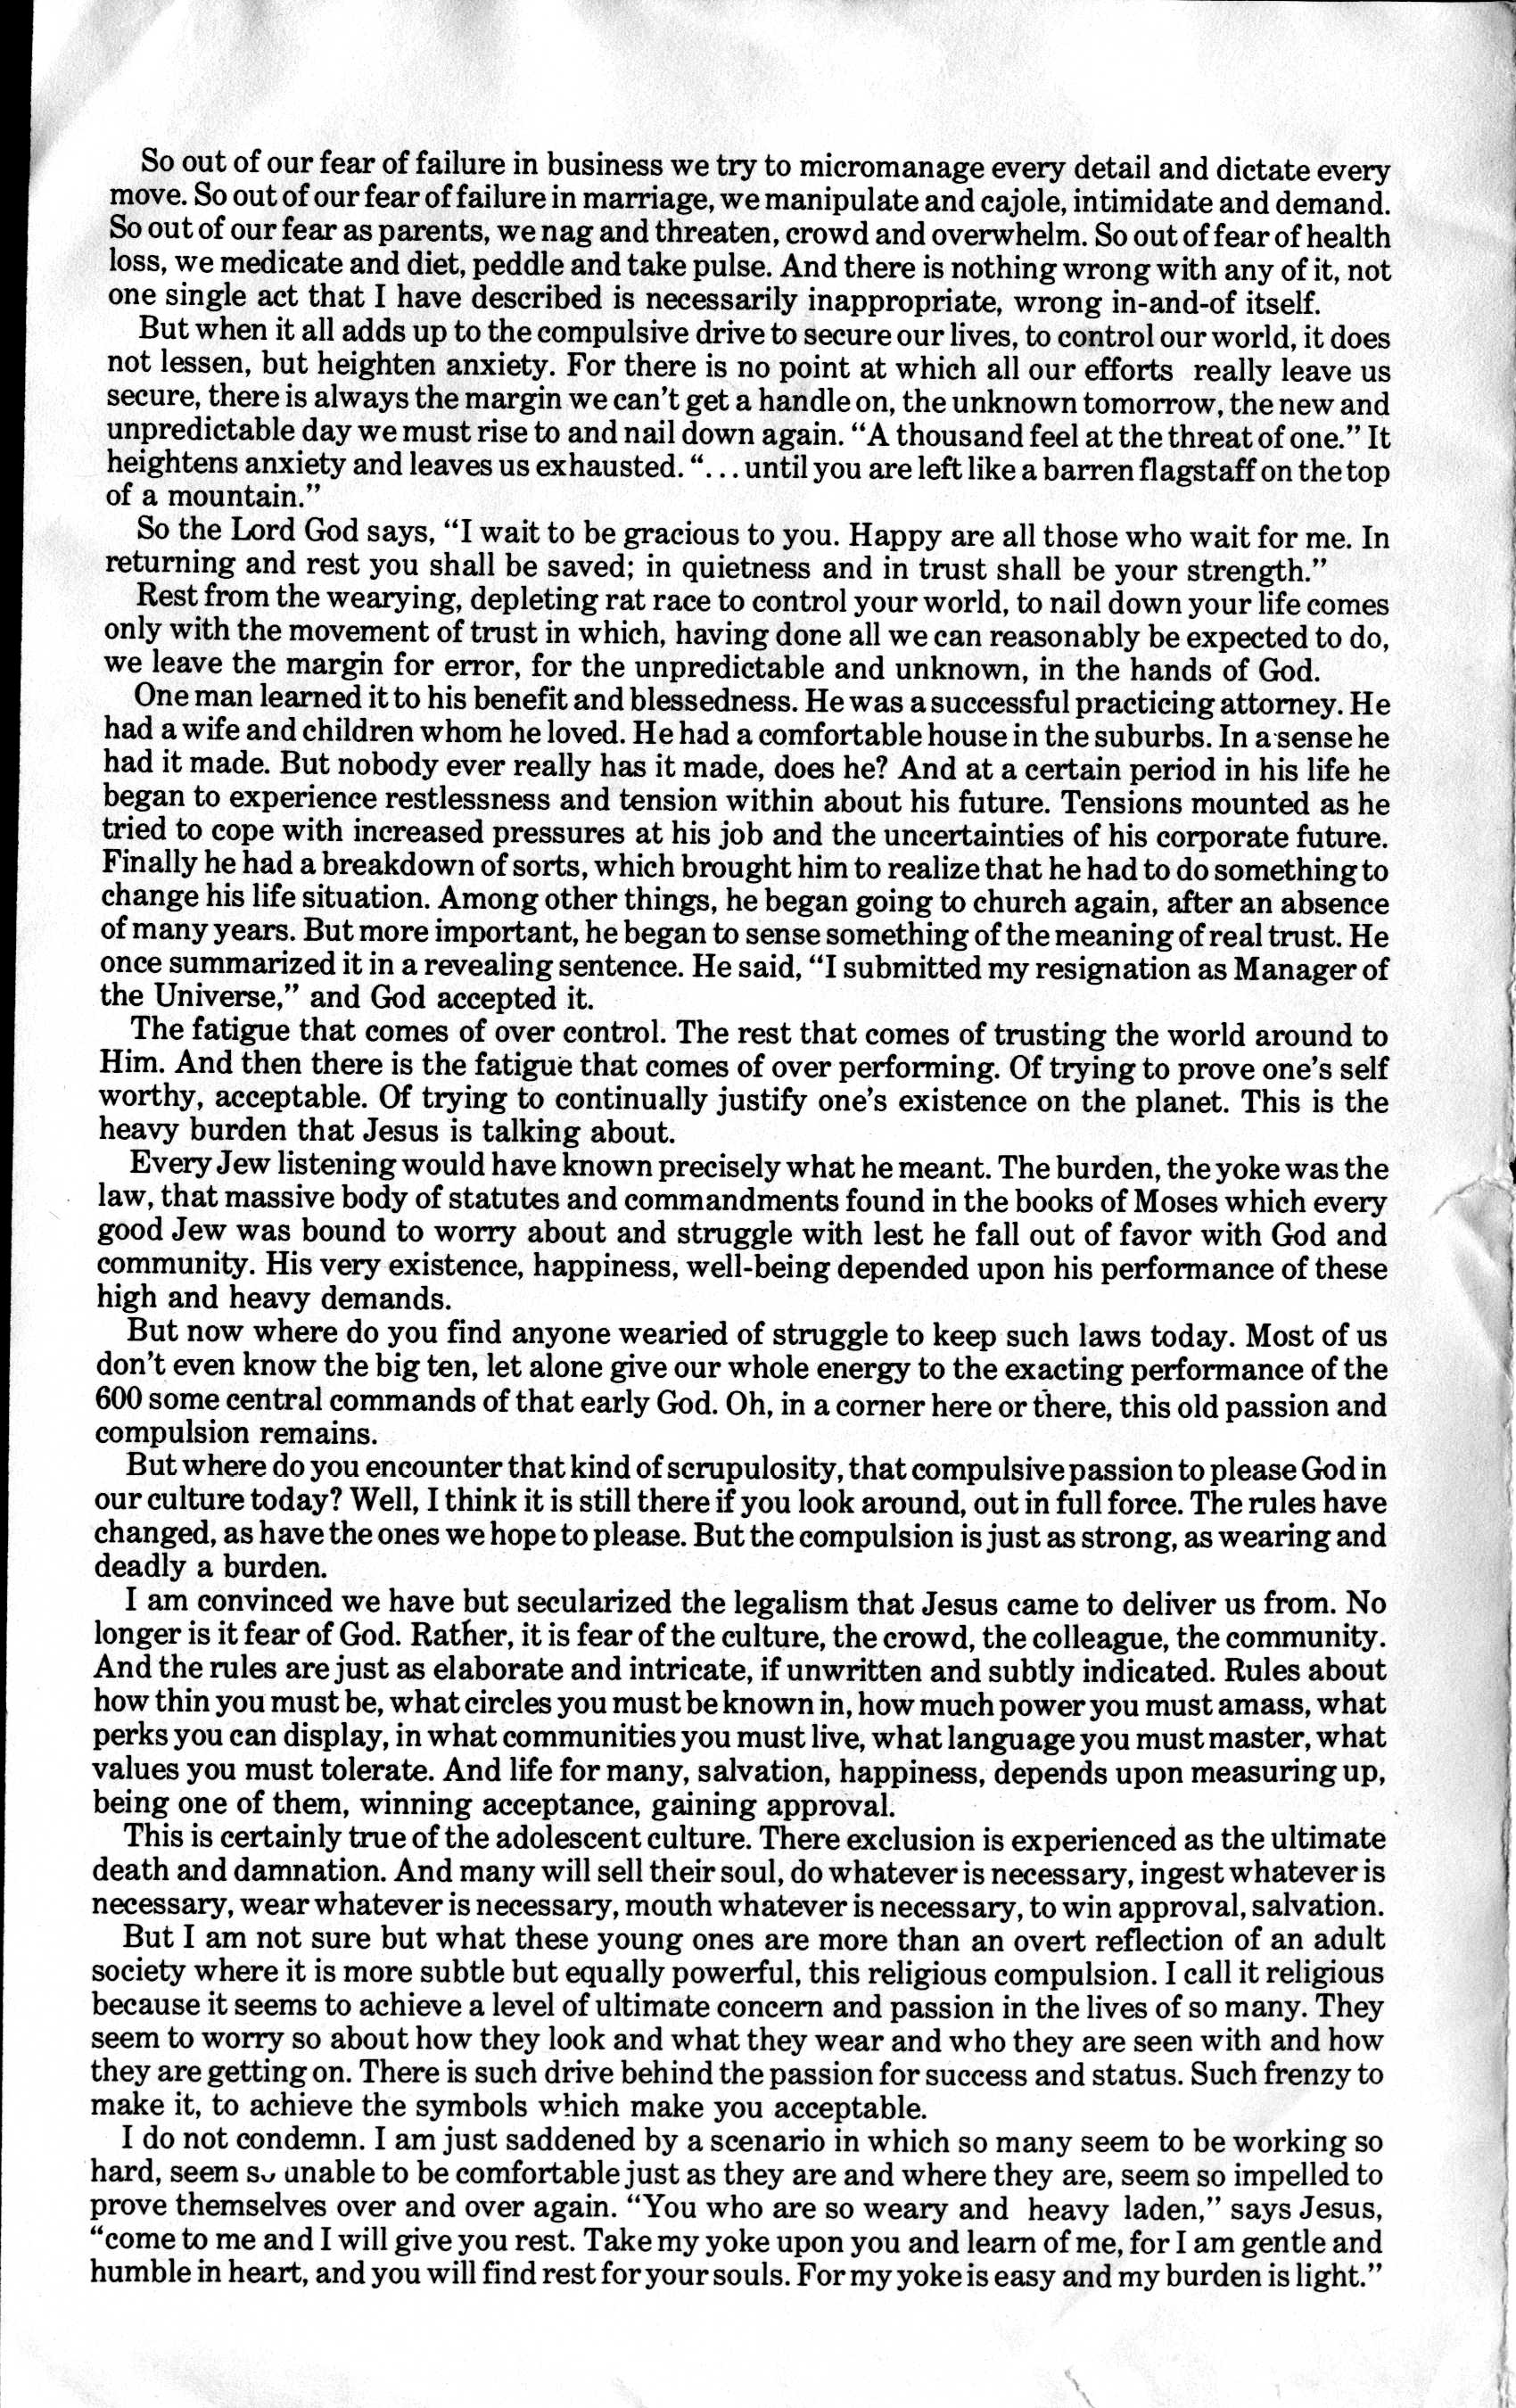 So out of our fear of failure in business we try to micromanage every detail and dictate every
move. So out of our fear of failure in marriage, we manipulate and cajole, intimidate and demand.
So out of our fear as parents, we nag and threaten, crowd and overwhelm. So out of fear of health
loss, we medicate and diet, peddle and take pulse. And there is nothing wrong with any of it, not
one single act that I have described is necessarily inappropriate, wrong in-and-of itself.
But when it all adds up to the compulsive drive to secure our lives, to control our world, it does
not lessen, but heighten anxiety. For there is no point at which all our efforts really leave us
secure, there is always the margin we can't get a handle on, the unknown tomorrow, the new and
unpredictable day we must rise to and nail down again. “A thousand feel at the threat of one.” It
heightens anxiety and leaves us exhausted. “... until you are left like a barren flagstaff on the top
of a mountain.”
So the Lord God says, “I wait to be gracious to you. Happy are all those who wait for me. In
returning and rest you shall be saved; in quietness and in trust shall be your strength.”
Rest from the wearying, depleting rat race to control your world, to nail down your life comes
only with the movement of trust in which, having done all we can reasonably be expected to do,
we leave the margin for error, for the unpredictable and unknown, in the hands of God.
One man learned it to his benefit and blessedness. He was a successful practicing attorney. He
had a wife and children whom he loved. He had a comfortable house in the suburbs. In a sense he
had it made. But nobody ever really has it made, does he? And at a certain period in his life he
began to experience restlessness and tension within about his future. Tensions mounted as he
tried to cope with increased pressures at his job and the uncertainties of his corporate future.
Finally he had a breakdown of sorts, which brought him to realize that he had to do something to
change his life situation. Among other things, he began going to church again, after an absence
of many years. But more important, he began to sense something of the meaning of real trust. He
once summarized it in a revealing sentence. He said, “I submitted my resignation as Manager of
the Universe,” and God accepted it.
The fatigue that comes of over control. The rest that comes of trusting the world around to
Him. And then there is the fatigue that comes of over performing. Of trying to prove one's self
worthy, acceptable. Of trying to continually justify one's existence on the planet. This is the
heavy burden that Jesus is talking about.
Every Jew listening would have known precisely what he meant. The burden, the yoke was the
law, that massive body of statutes and commandments found in the books of Moses which every
good Jew was bound to worry about and struggle with lest he fall out of favor with God and
community. His very existence, happiness, well-being depended upon his performance of these
high and heavy demands.
But now where do you find anyone wearied of struggle to keep such laws today. Most of us
don't even know the big ten, let alone give our whole energy to the exacting performance of the
600 some central commands of that early God. Oh, in a corner here or there, this old passion and
compulsion remains.
But where do you encounter that kind of scrupulosity, that compulsive passion to please God in
our culture today? Well, I think it is still there if you look around, out in full force. The rules have
changed, as have the ones we hope to please. But the compulsion is just as strong, as wearing and
deadly a burden.
I am convinced we have but secularized the legalism that Jesus came to deliver us from. No
longer is it fear of God. Rather, it is fear of the culture, the crowd, the colleague, the community.
And the rules are just as elaborate and intricate, if unwritten and subtly indicated. Rules about
how thin you must be, what circles you must be known in, how much power you must amass, what
perks you can display, in what communities you must live, what language you must master, what
values you must tolerate. And life for many, salvation, happiness, depends upon measuring up,
being one of them, winning acceptance, gaining approval.
This is certainly true of the adolescent culture. There exclusion is experienced as the ultimate
death and damnation. And many will sell their soul, do whatever is necessary, ingest whatever is
necessary, wear whatever is necessary, mouth whatever is necessary, to win approval, salvation.
But I am not sure but what these young ones are more than an overt reflection of an adult
society where it is more subtle but equally powerful, this religious compulsion. I call it religious
because it seems to achieve a level of ultimate concern and passion in the lives of so many. They
seem to worry so about how they look and what they wear and who they are seen with and how
they are getting on. There is such drive behind the passion for success and status. Such frenzy to
make it, to achieve the symbols which make you acceptable.
I do not condemn. I am just saddened by a scenario in which so many seem to be working so
hard, seem so unable to be comfortable just as they are and where they are, seem so impelled to
prove themselves over and over again. “You who are so weary and heavy laden,” says Jesus,
“come to me and I will give you rest. Take my yoke upon you and learn of me, for I am gentle and
humble in heart, and you will find rest for your souls. For my yoke is easy and my burden is light.”